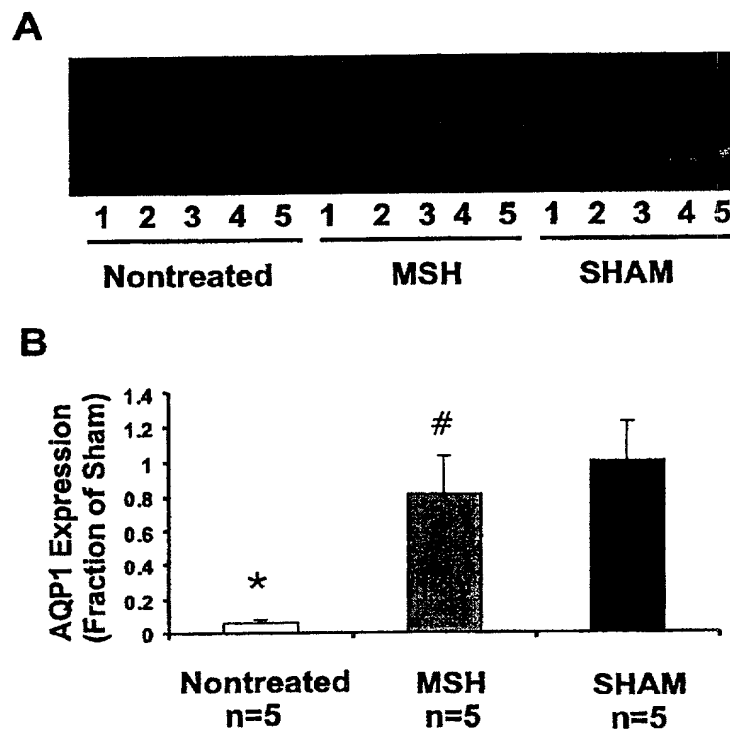 A
1 2 3 4 5 1 2 3 4 5 1 2 3 4 5
Nontreated MSH SHAM
B
AQP1 Expression
(Fraction of Sham)
1.4
1.2
1
0.8
0.6
0.4
0.2
0
*
#
Nontreated MSH SHAM
n=5 n=5 n=5